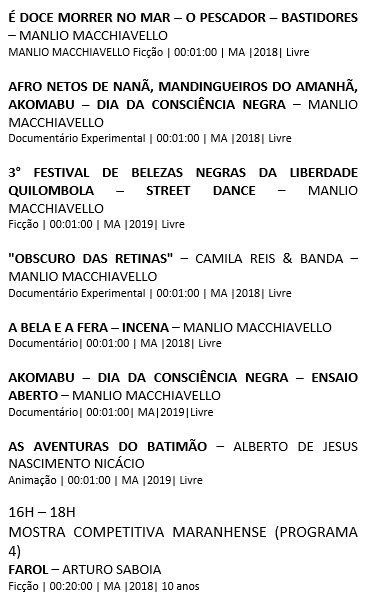 É DOCE MORRER NO MAR – O PESCADOR – BASTIDORES
– MANLIO MACCHIAVELLO
MANLIO MACCHIAVELLO Ficção | 00:01:00 | MA |2018| Livre
AFRO NETOS DE NANÃ, MANDINGUEIROS DO AMANHÃ,
AKOMABU – DIA DA CONSCIÊNCIA NEGRA – MANLIO
MACCHIAVELLO
Documentário Experimental | 00:01:00 | MA |2018| Livre
3° FESTIVAL DE BELEZAS NEGRAS DA LIBERDADE
QUILOMBOLA – STREET DANCE – MANLIO
MACCHIAVELLO
Ficção | 00:01:00 | MA |2019| Livre
"OBSCURO DAS RETINAS" – CAMILA REIS & BANDA –
MANLIO MACCHIAVELLO
Documentário Experimental | 00:01:00 | MA |2018| Livre
A BELA E A FERA – INCENA – MANLIO MACCHIAVELLO
Documentário| 00:01:00 | MA |2018| Livre
AKOMABU – DIA DA CONSCIÊNCIA NEGRA – ENSAIO
ABERTO – MANLIO MACCHIAVELLO
Documentário| 00:01:00| MA|2019|Livre
AS AVENTURAS DO BATIMÃO – ALBERTO DE JESUS
NASCIMENTO NICÁCIO
Animação | 00:01:00 | MA |2019| Livre
16H – 18H
MOSTRA COMPETITIVA MARANHENSE (PROGRAMA
4)
FAROL – ARTURO SABOIA
Ficção | 00:20:00 | MA |2018| 10 anos